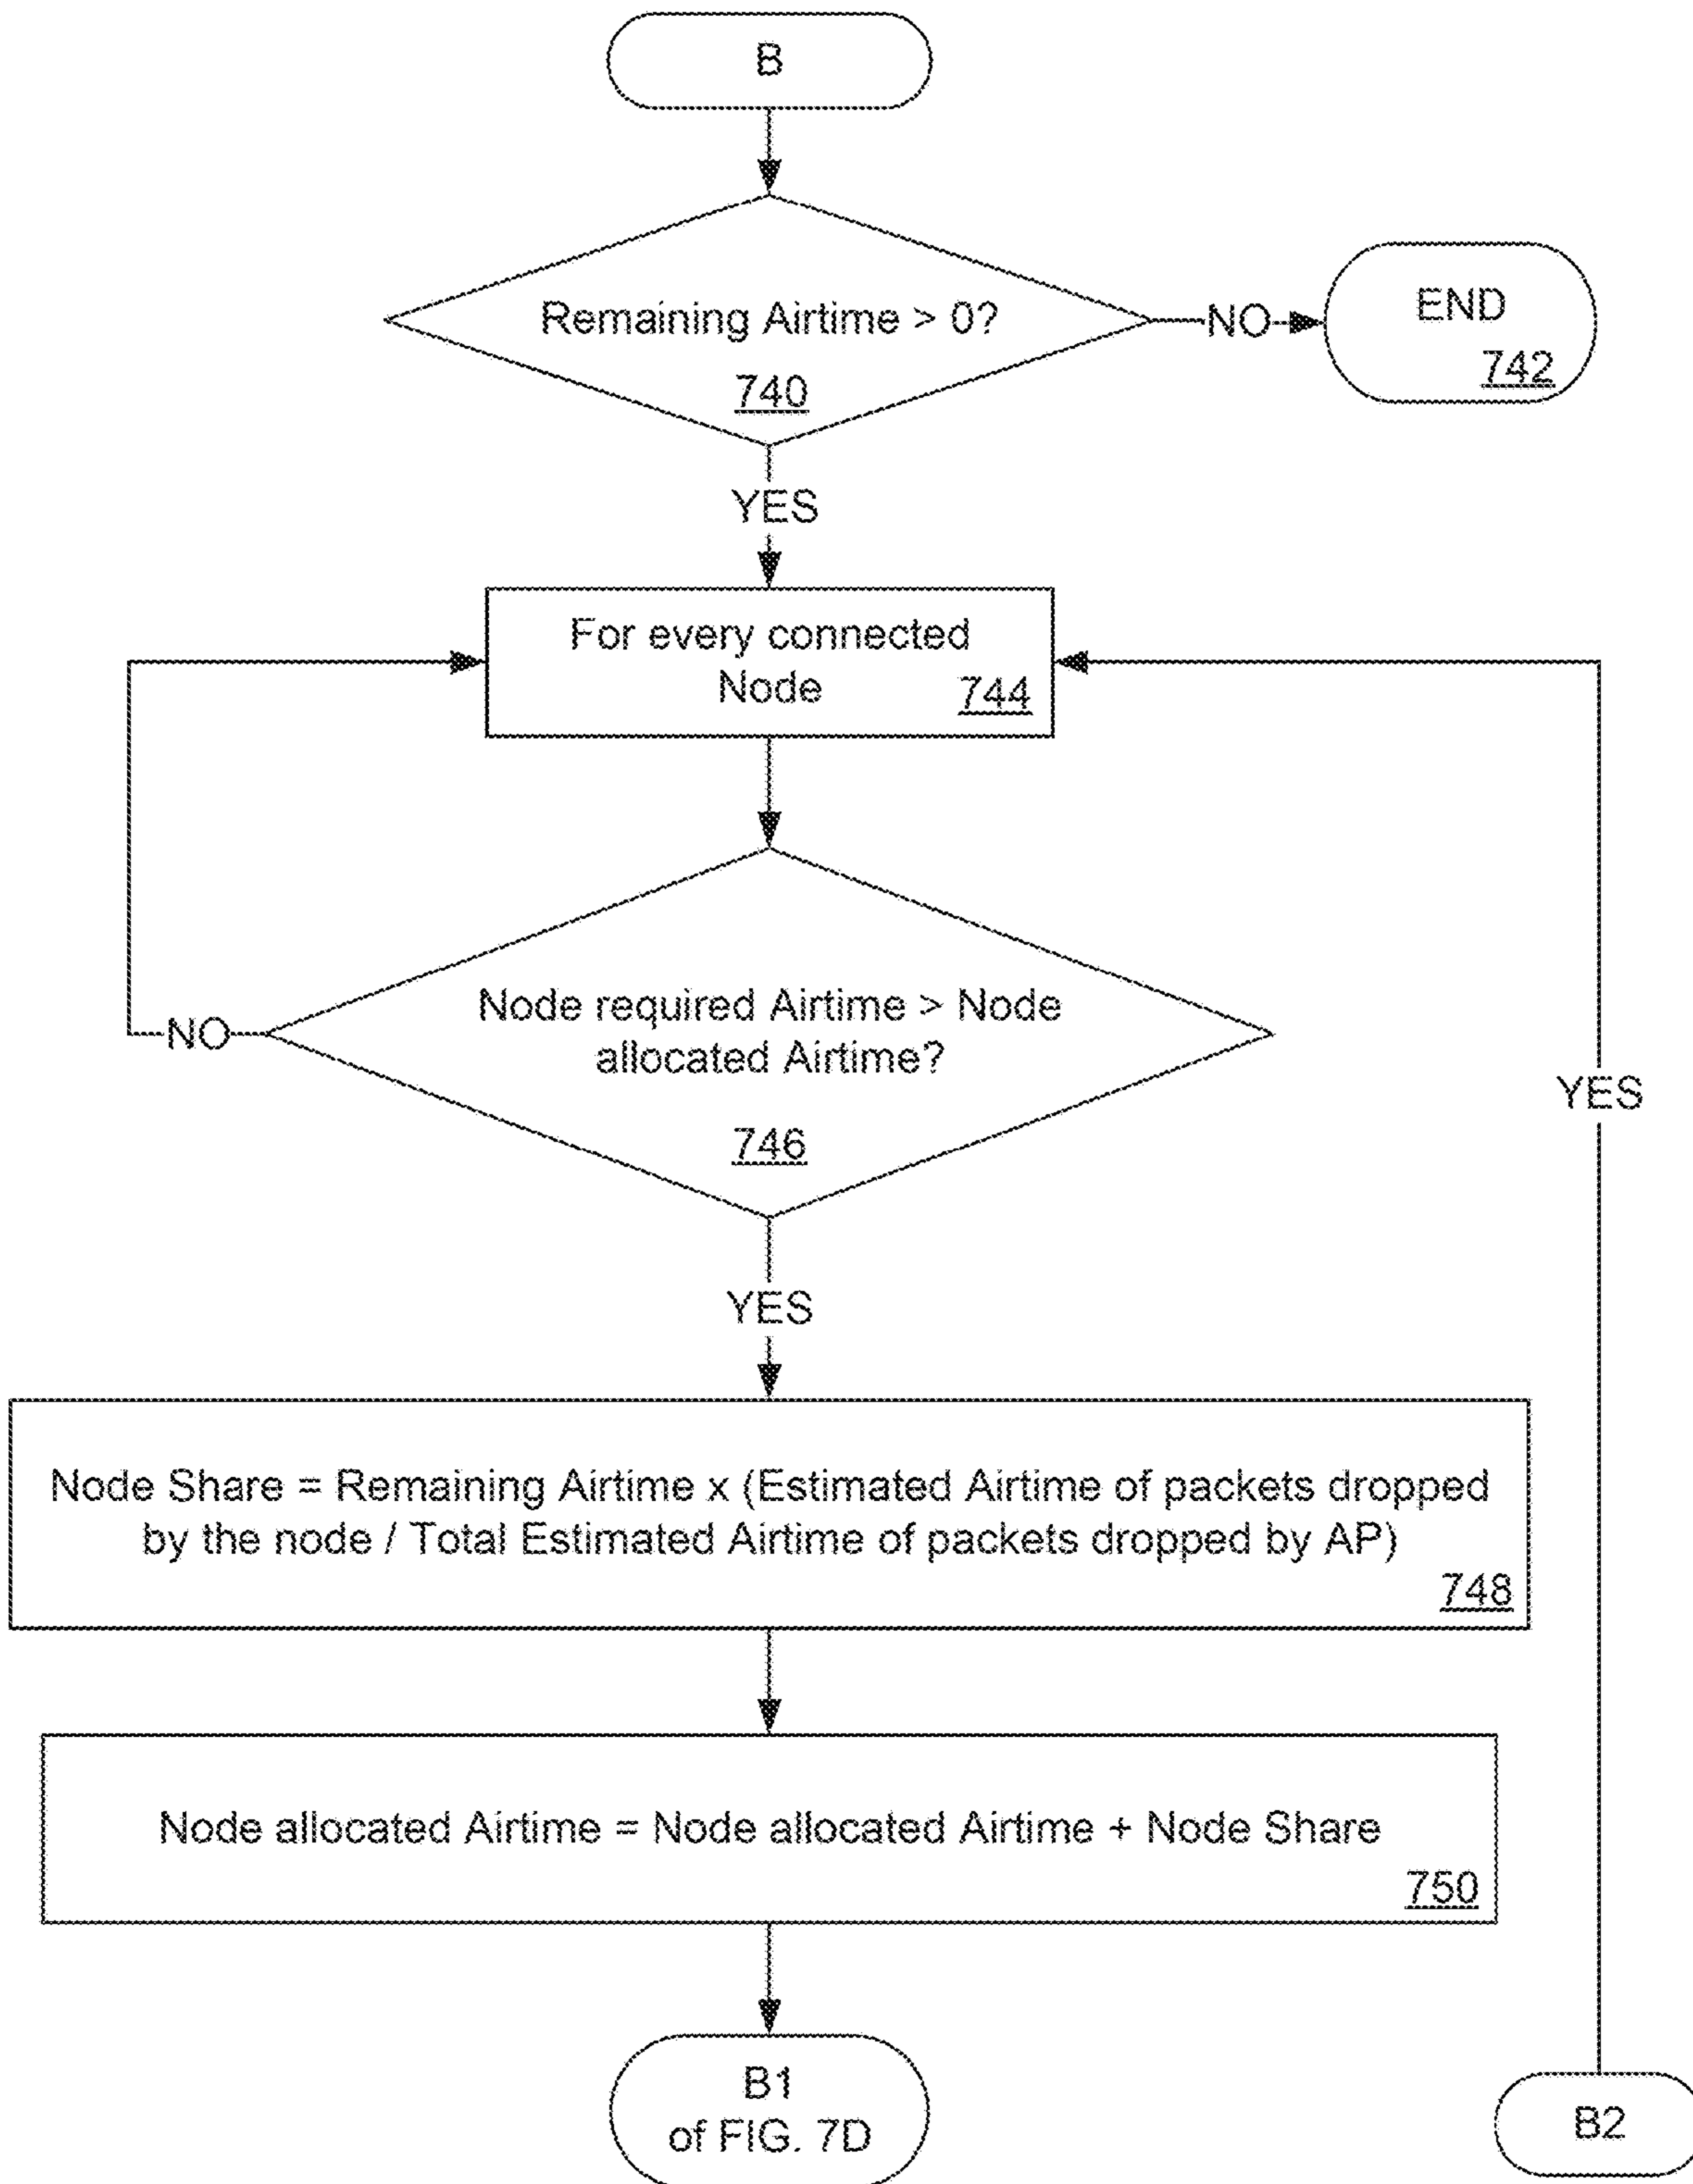 B
Remaining Airtime > 0?
740
NO
END
742
YES
For every connected
Node
744
Node required Airtime > Node
allocated Airtime?
746
NO
YES
YES
Node Share = Remaining Airtime x (Estimated Airtime of packets dropped
by the node / Total Estimated Airtime of packets dropped by AP)
748
Node allocated Airtime = Node allocated Airtime + Node Share
750
B1
of FIG. 7D
B2